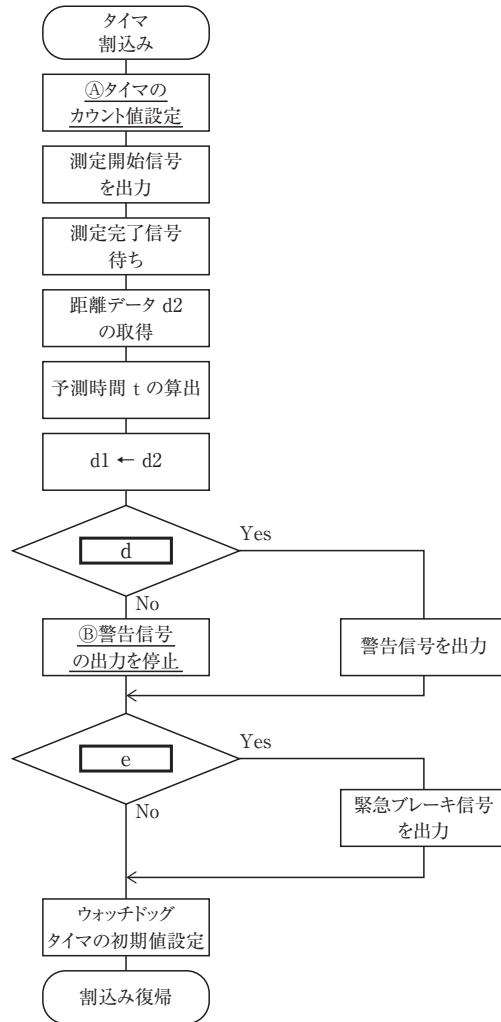 タイマ
割込み
Ⓐタイマの
カウント値設定
測定開始信号
を出力
測定完了信号
待ち
距離データ d2
の取得
予測時間 t の算出
d1 ← d2
d
Yes
No
Ⓑ警告信号
の出力を停止
警告信号を出力
e
Yes
No
緊急ブレーキ信号
を出力
ウォッチドッグ
タイマの初期値設定
割込み復帰